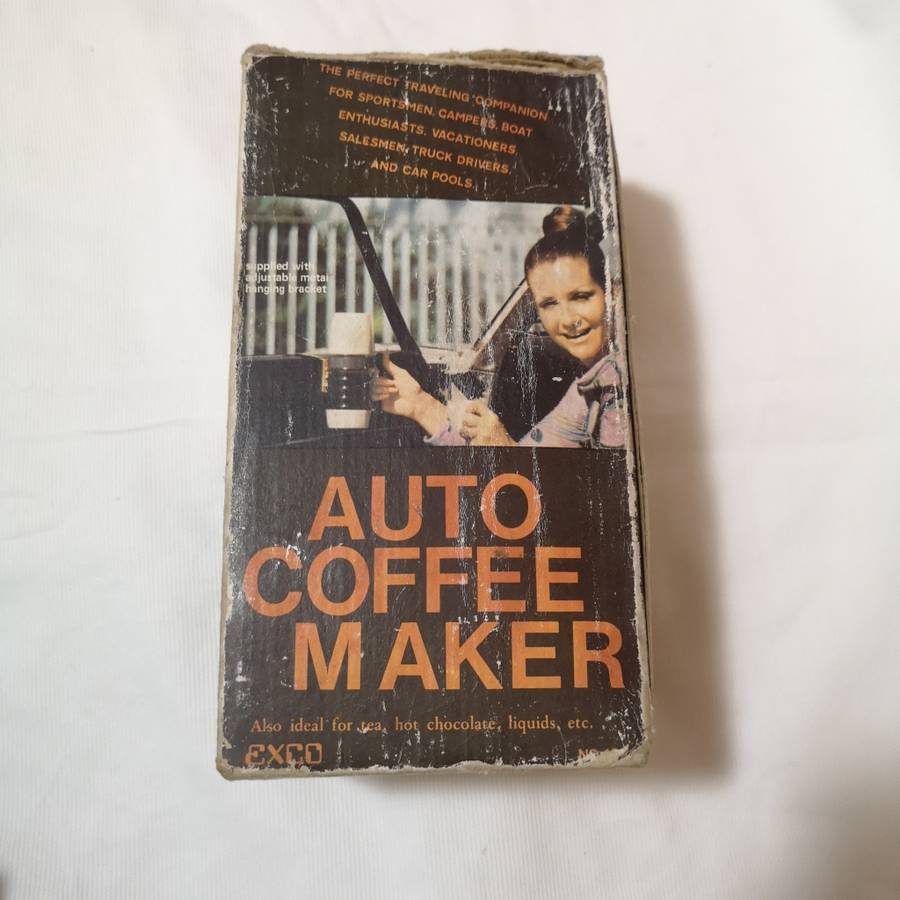 THE PERFECT TRAVELING COMPANION
FOR SPORTSMEN, CAMPERS, BOAT
ENTHUSIASTS, VACATIONERS,
SALESMEN, TRUCK DRIVERS,
AND CAR POOLS.
supplied with
adjustable metal
hanging bracket
AUTO
COFFEE
MAKER
Also ideal for tea, hot chocolate, liquids, etc.
EXCO